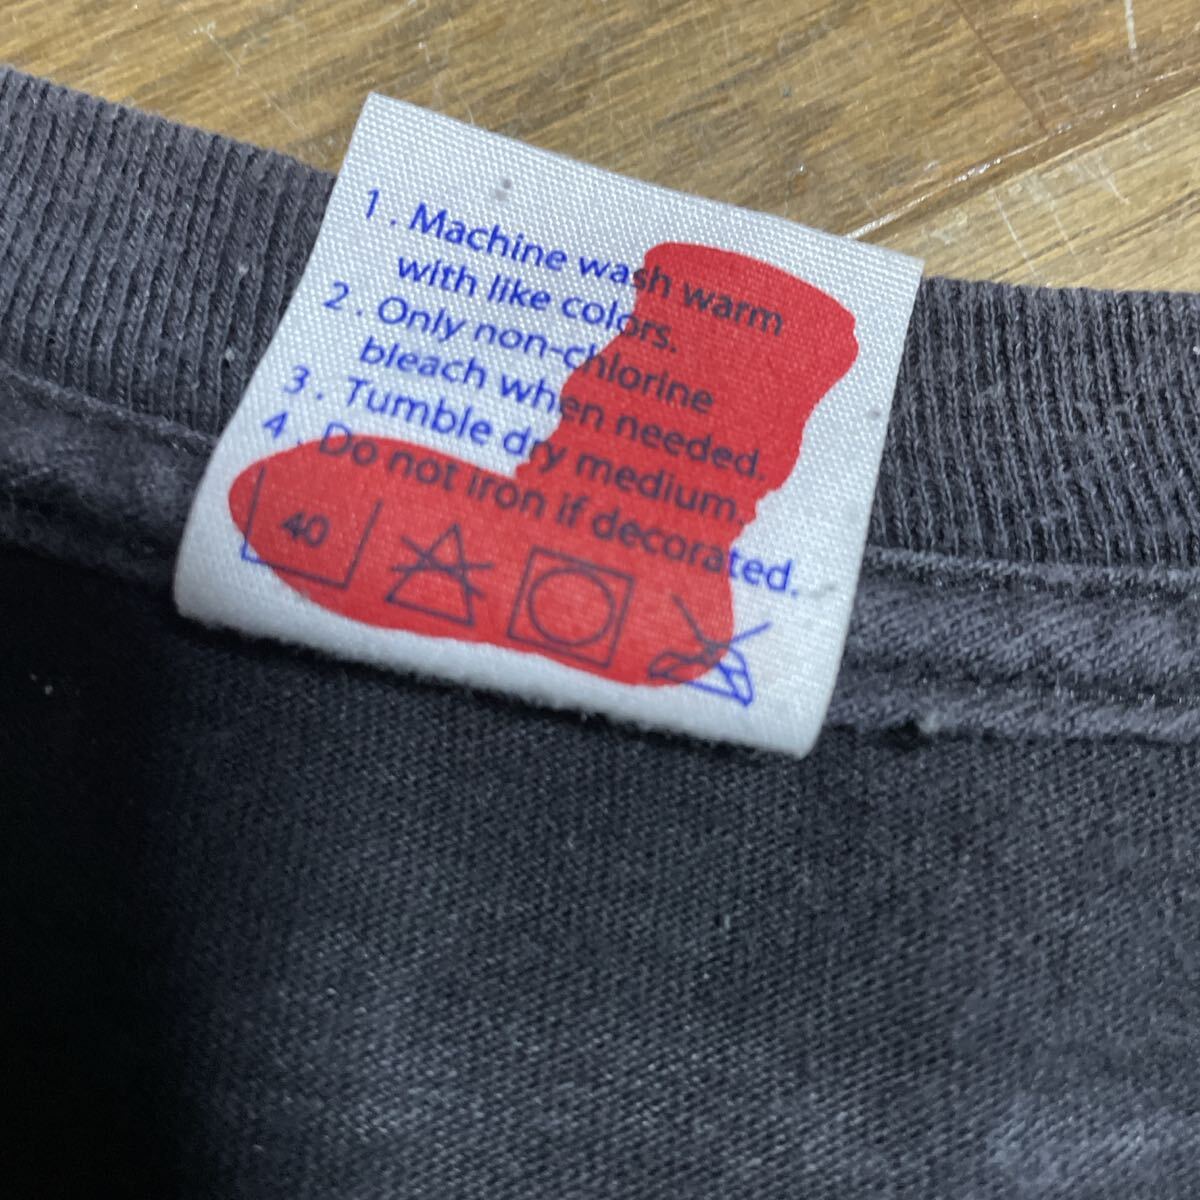 1. Machine wash warm
with like colors.
2. Only non-chlorine
bleach when needed.
3. Tumble dry medium.
4. Do not iron if decorated.
40